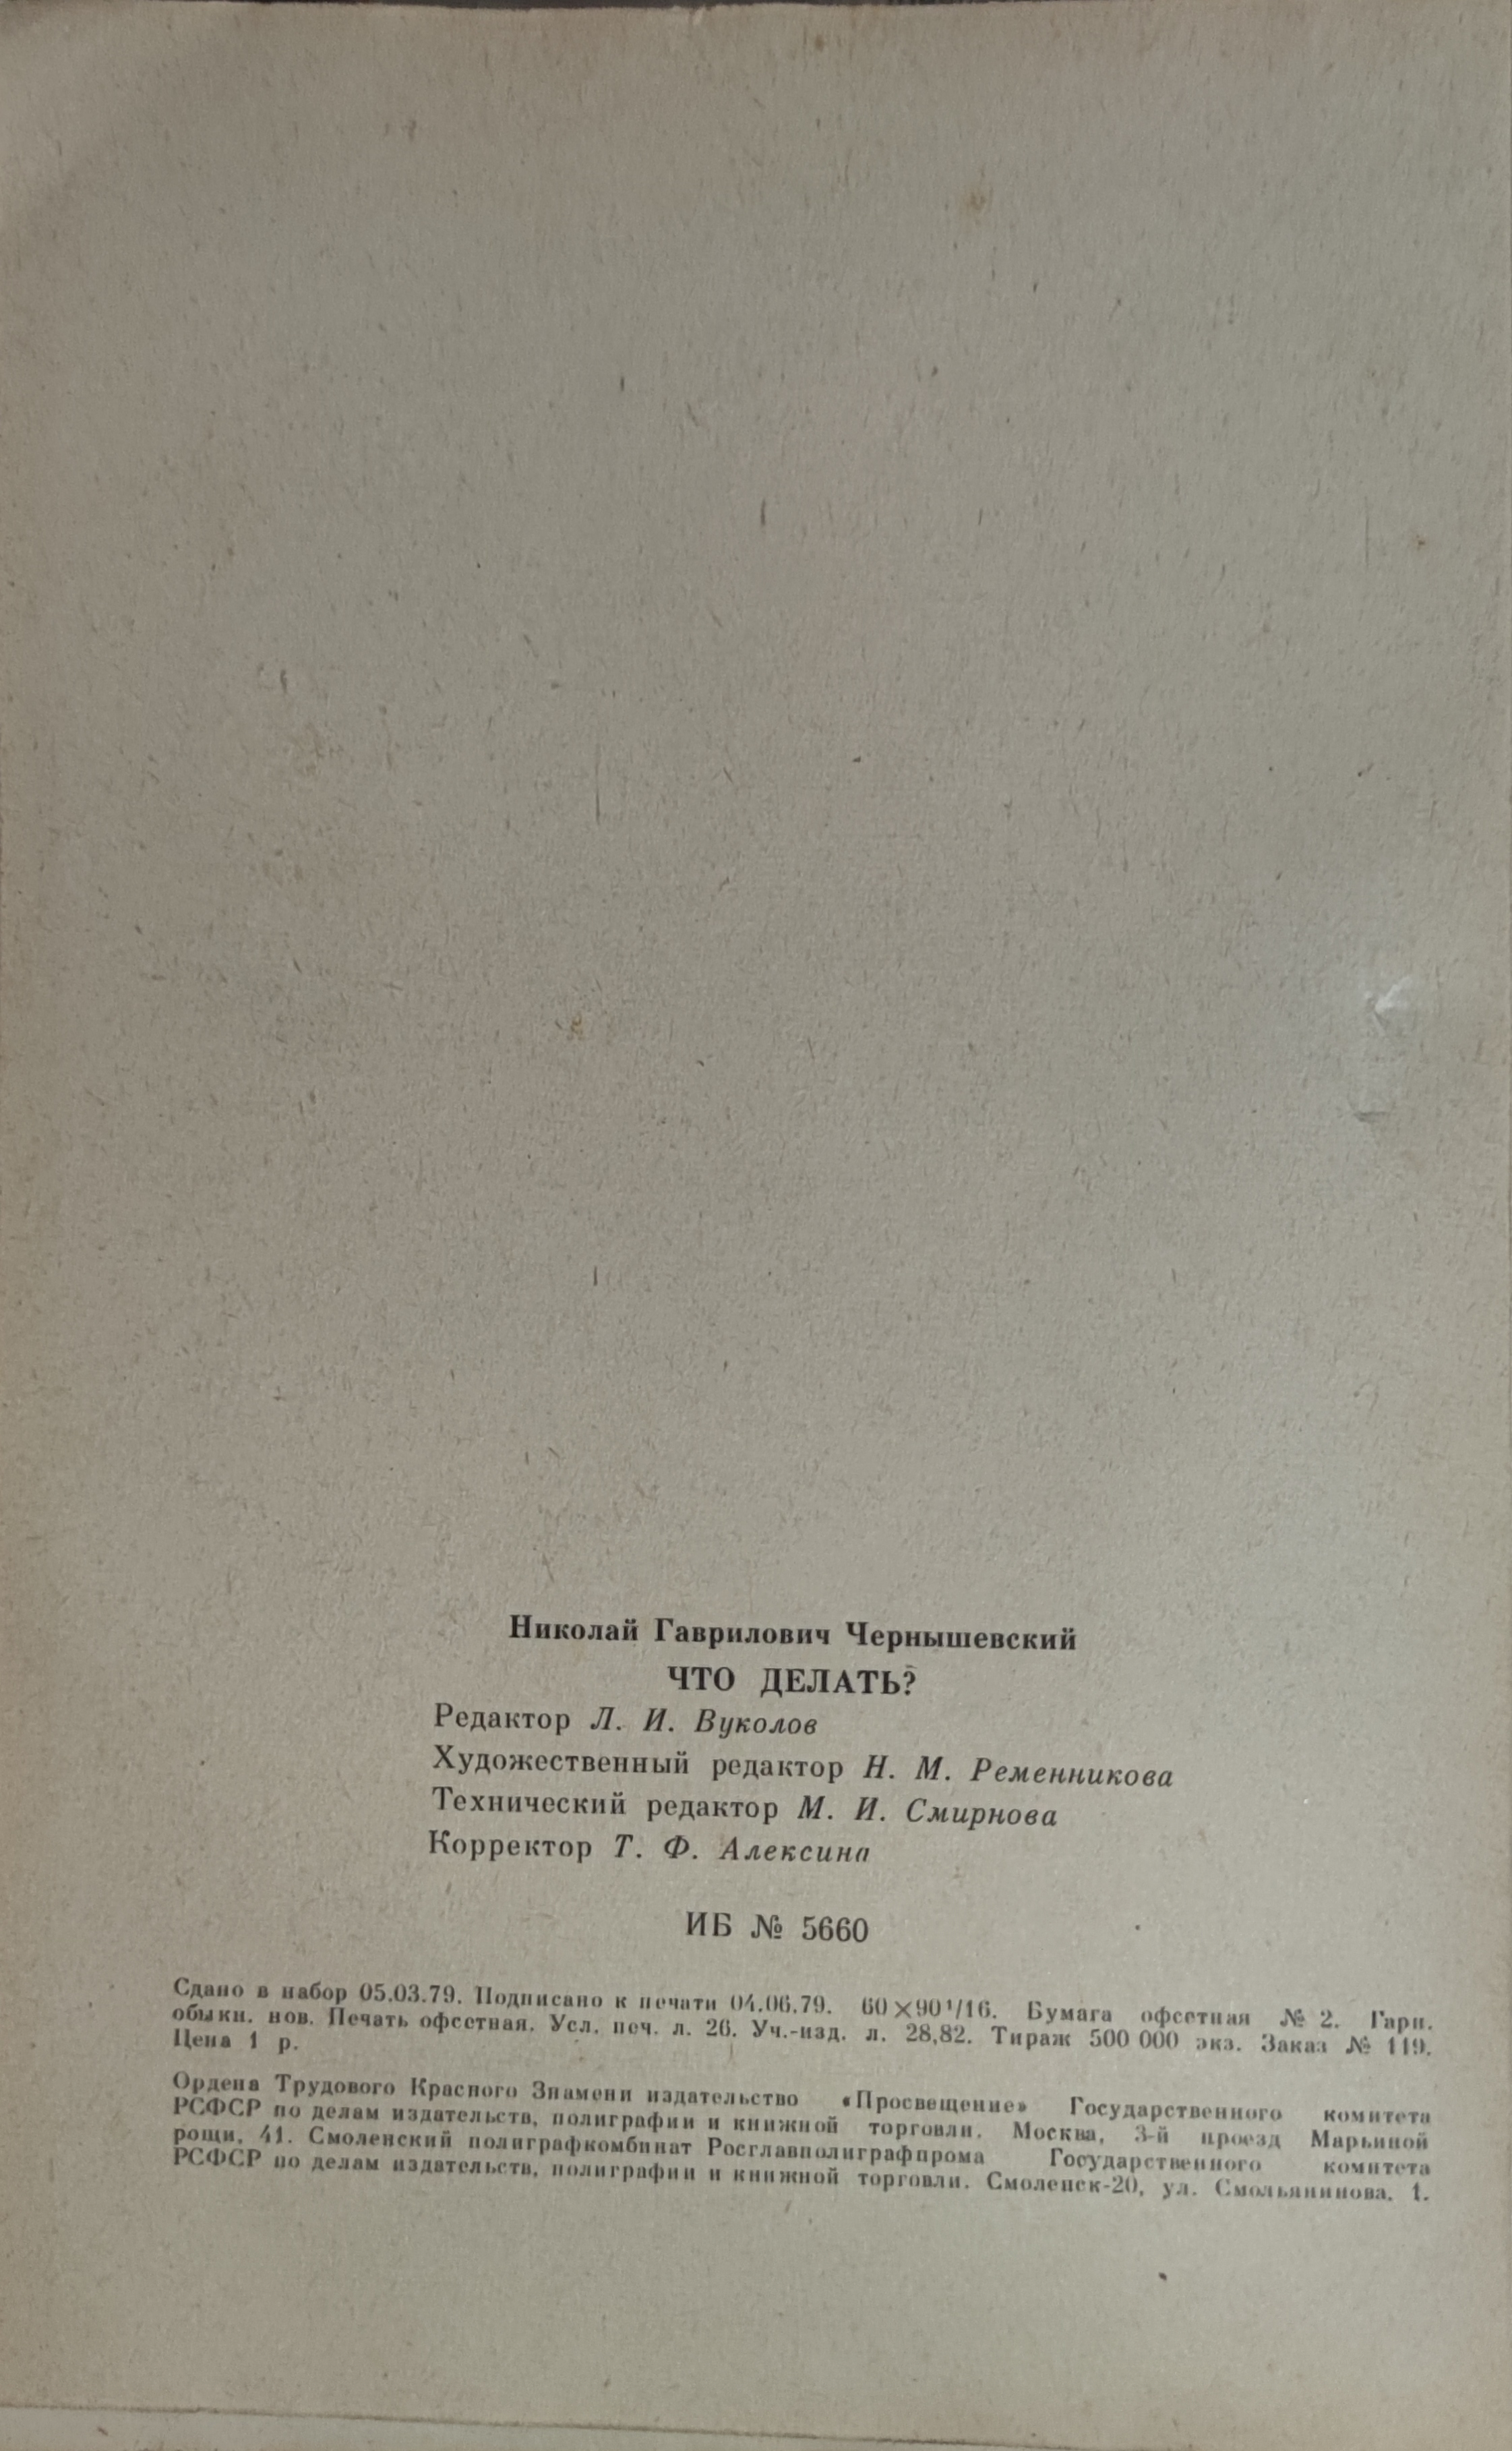 Николай Гаврилович Чернышевский
ЧТО ДЕЛАТЬ?
Редактор Л. И. Вуколов
Художественный редактор Н. М. Ременникова
Технический редактор М. И. Смирнова
Корректор Т. Ф. Алексина
ИБ № 5660
Сдано в набор 05.03.79. Подписано к печати 04.06.79. 60×90 1/16. Бумага офсетная № 2. Гарн.
обыкн. нов. Печать офсетная. Усл. печ. л. 26. Уч.-изд. л. 28,82. Тираж 500 000 экз. Заказ № 119.
Цена 1 р.
Ордена Трудового Красного Знамени издательство «Просвещение» Государственного комитета
РСФСР по делам издательств, полиграфии и книжной торговли. Москва, 3-й проезд Марьиной
рощи, 41. Смоленский полиграфкомбинат Росглавполиграфпрома Государственного комитета
РСФСР по делам издательств, полиграфии и книжной торговли. Смоленск-20, ул. Смольянинова, 1.